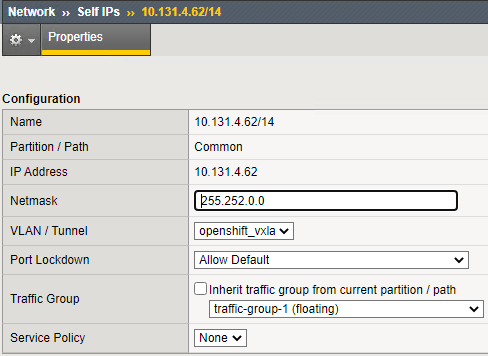 Network ›› Self IPs ›› 10.131.4.62/14
Properties
Configuration
Name 10.131.4.62/14
Partition / Path Common
IP Address 10.131.4.62
Netmask 255.252.0.0
VLAN / Tunnel openshift_vxla
Port Lockdown Allow Default
Traffic Group Inherit traffic group from current partition / path
traffic-group-1 (floating)
Service Policy None